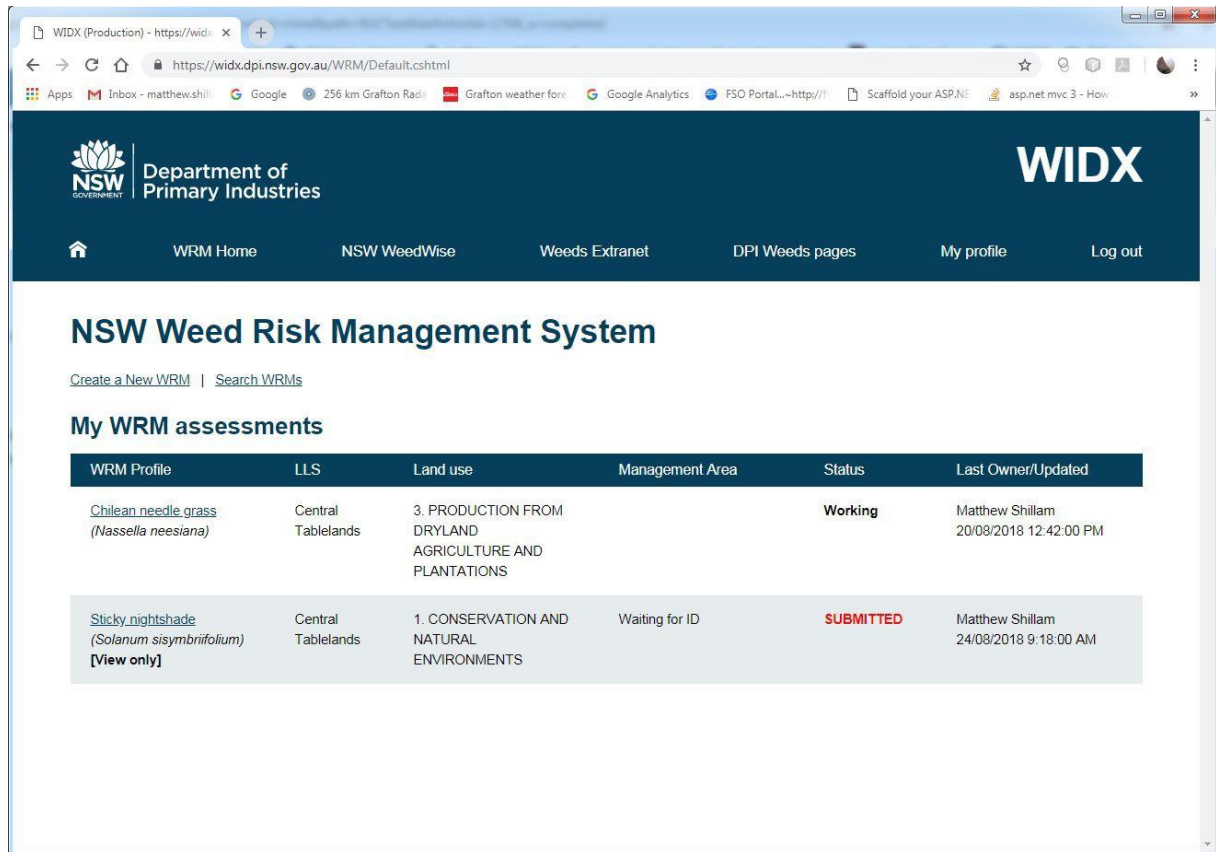 WIDX (Production) - https://widx
https://widx.dpi.nsw.gov.au/WRM/Default.cshtml
Apps Inbox - matthew.shill Google 256 km Grafton Rada Grafton weather fore Google Analytics FSO Portal...~http://f Scaffold your ASP.NE asp.net mvc 3 - How »
NSW
GOVERNMENT
Department of
Primary Industries
WIDX
WRM Home NSW WeedWise Weeds Extranet DPI Weeds pages My profile Log out
NSW Weed Risk Management System
Create a New WRM | Search WRMs
My WRM assessments
WRM Profile LLS Land use Management Area Status Last Owner/Updated
Chilean needle grass Central 3. PRODUCTION FROM Working Matthew Shillam
(Nassella neesiana) Tablelands DRYLAND 20/08/2018 12:42:00 PM
AGRICULTURE AND
PLANTATIONS
Sticky nightshade Central 1. CONSERVATION AND Waiting for ID SUBMITTED Matthew Shillam
(Solanum sisymbriifolium) Tablelands NATURAL 24/08/2018 9:18:00 AM
[View only] ENVIRONMENTS